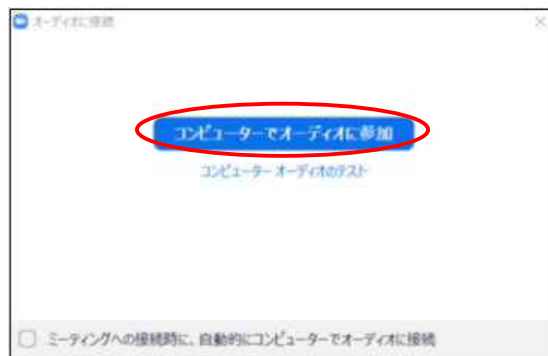 オーディオに接続
コンピューターでオーディオに参加
コンピューター オーディオのテスト
ミーティングへの接続時に、自動的にコンピューターでオーディオに接続